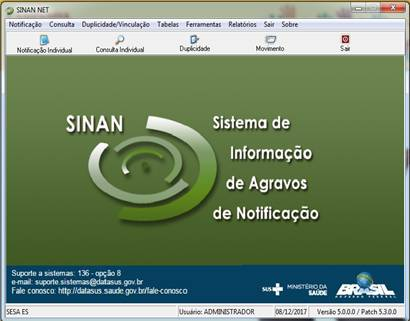 SINAN NET
Notificação Consulta Duplicidade/Vinculação Tabelas Ferramentas Relatórios Sair Sobre
Notificação Individual Consulta Individual Duplicidade Movimento Sair
SINAN
Sistema de
Informação
de Agravos
de Notificação
Suporte a sistemas: 136 - opção 8
e-mail: suporte.sistemas@datasus.gov.br
Fale conosco: http://datasus.saude.gov.br/fale-conosco
SUS MINISTÉRIO DA SAÚDE
BRASIL
GOVERNO FEDERAL
SESA ES Usuário: ADMINISTRADOR 08/12/2017 Versão 5.0.0.0 / Patch 5.3.0.0